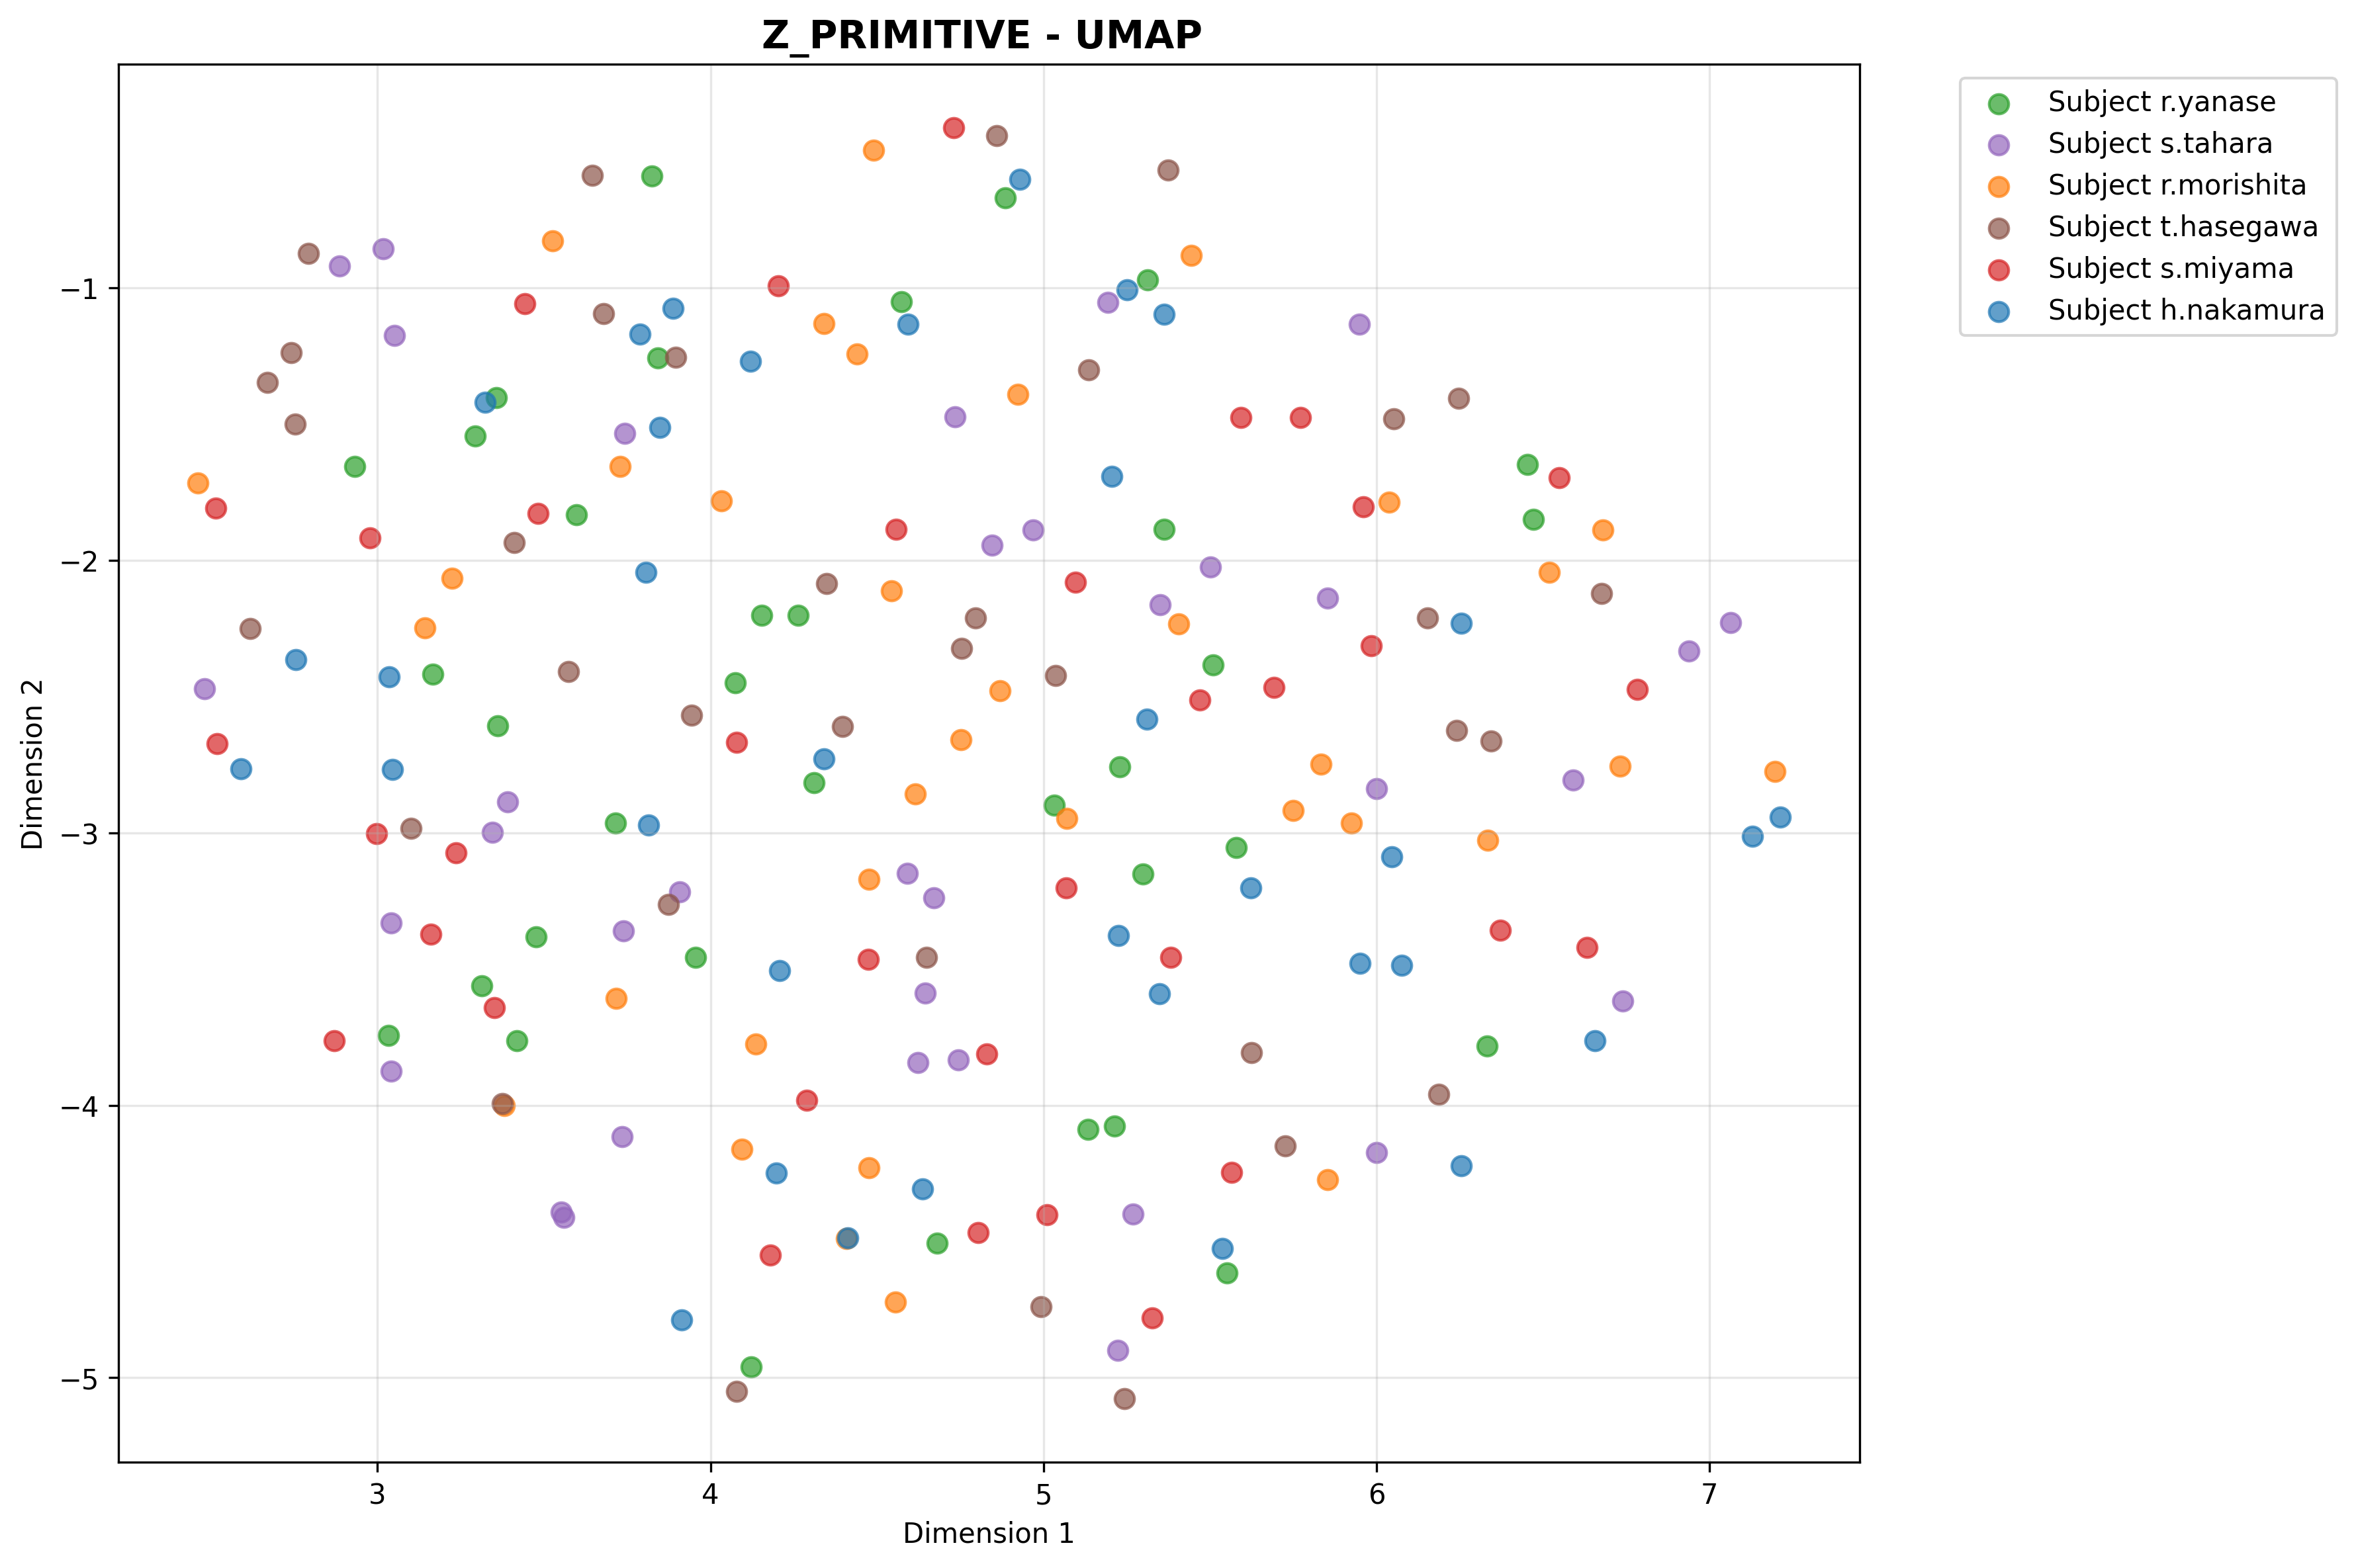 Z_PRIMITIVE - UMAP
Subject r.yanase
Subject s.tahara
Subject r.morishita
Subject t.hasegawa
Subject s.miyama
Subject h.nakamura
−1
−2
−3
−4
−5
Dimension 2
3
4
5
6
7
Dimension 1